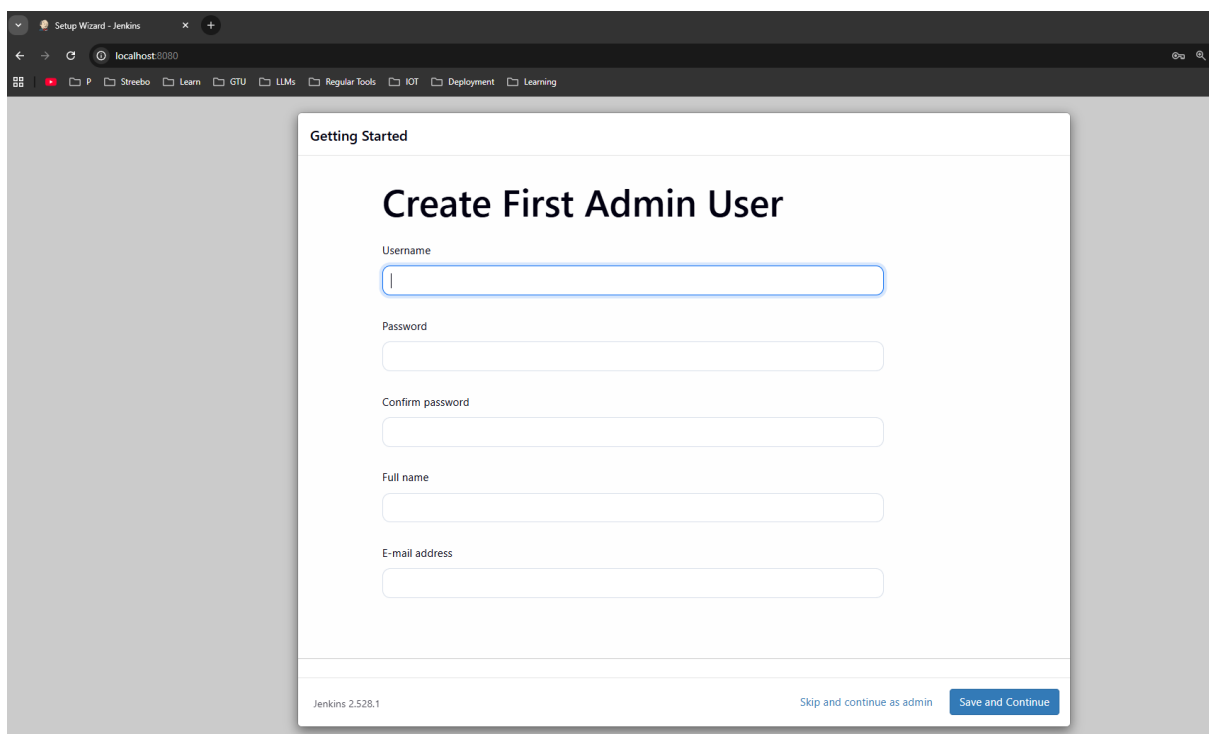 Setup Wizard - Jenkins
localhost:8080
P Streebo Learn GTU LLMs Regular Tools IOT Deployment Learning
Getting Started
Create First Admin User
Username
Password
Confirm password
Full name
E-mail address
Jenkins 2.528.1 Skip and continue as admin Save and Continue